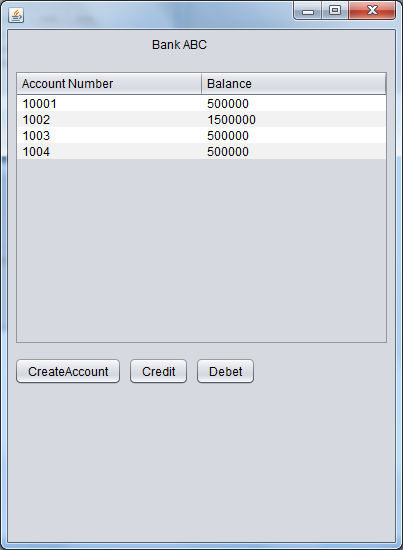 Bank ABC
Account Number Balance
10001 500000
1002 1500000
1003 500000
1004 500000
CreateAccount Credit Debet